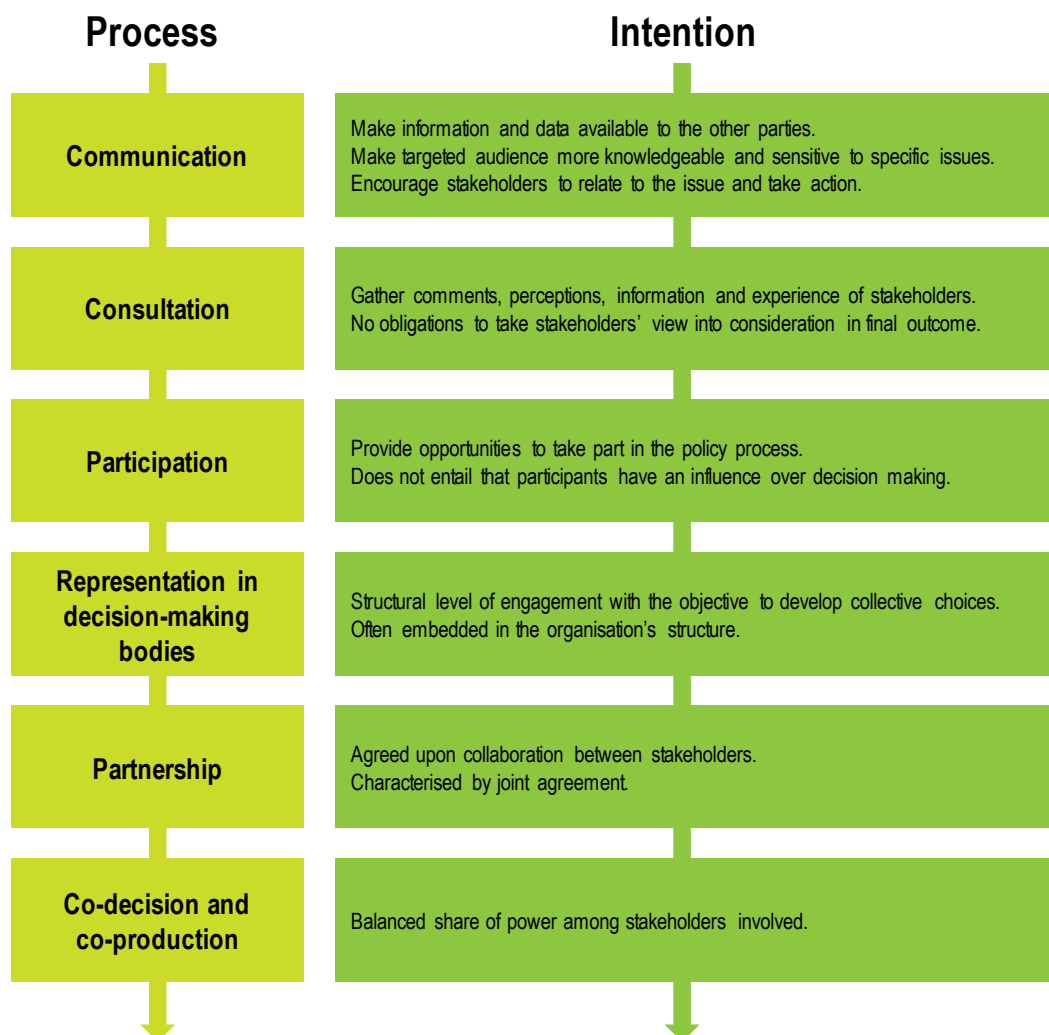 Process
Intention
Communication
Make information and data available to the other parties.
Make targeted audience more knowledgeable and sensitive to specific issues.
Encourage stakeholders to relate to the issue and take action.
Consultation
Gather comments, perceptions, information and experience of stakeholders.
No obligations to take stakeholders’ view into consideration in final outcome.
Participation
Provide opportunities to take part in the policy process.
Does not entail that participants have an influence over decision making.
Representation in
decision-making
bodies
Structural level of engagement with the objective to develop collective choices.
Often embedded in the organisation’s structure.
Partnership
Agreed upon collaboration between stakeholders.
Characterised by joint agreement.
Co-decision and
co-production
Balanced share of power among stakeholders involved.